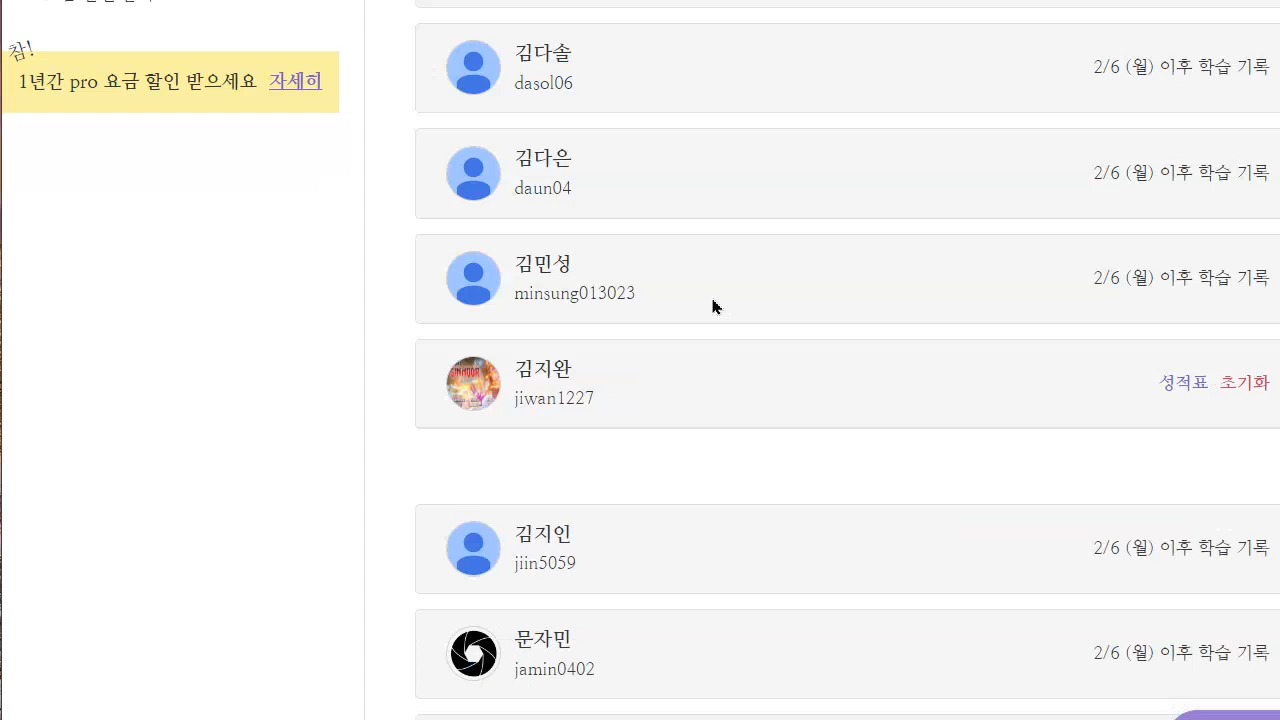 참!
1년간 pro 요금 할인 받으세요 자세히
김다솔
dasol06
2/6 (월) 이후 학습 기록
김다은
daun04
2/6 (월) 이후 학습 기록
김민성
minsung013023
2/6 (월) 이후 학습 기록
김지완
jiwan1227
성적표 초기화
김지인
jiin5059
2/6 (월) 이후 학습 기록
문자민
jamin0402
2/6 (월) 이후 학습 기록